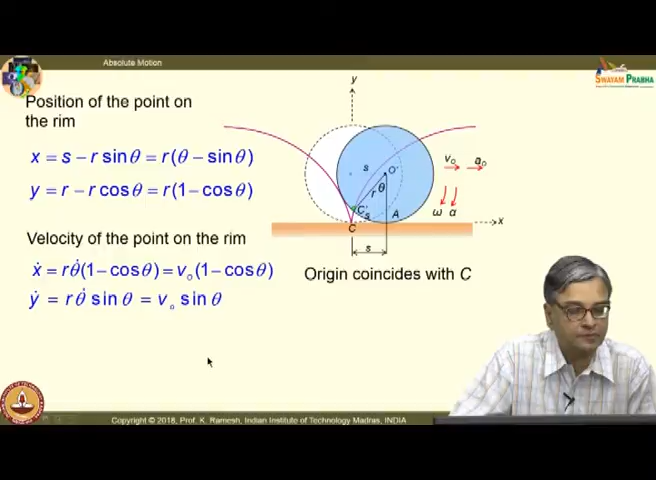 Absolute Motion
SWAYAM PRABHA
Position of the point on
the rim
x = s − r sin θ = r(θ − sin θ)
y = r − r cos θ = r(1 − cos θ)
Velocity of the point on the rim
ẋ = rθ̇(1 − cos θ) = v₀(1 − cos θ)
ẏ = rθ̇ sin θ = v₀ sin θ
y
s
O'
v₀
a₀
r
θ
C'
s
A
ω
α
C
x
s
Origin coincides with C
Copyright © 2018, Prof. K. Ramesh, Indian Institute of Technology Madras, INDIA